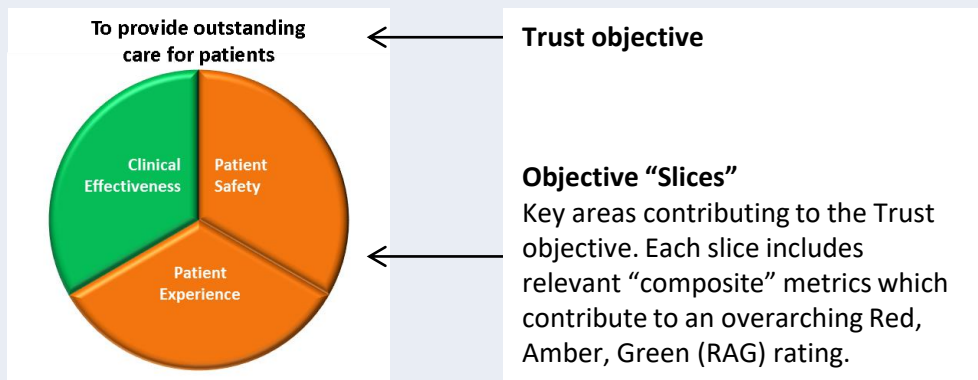 To provide outstanding
care for patients
Clinical
Effectiveness
Patient
Safety
Patient
Experience
Trust objective
Objective “Slices”
Key areas contributing to the Trust
objective. Each slice includes
relevant “composite” metrics which
contribute to an overarching Red,
Amber, Green (RAG) rating.